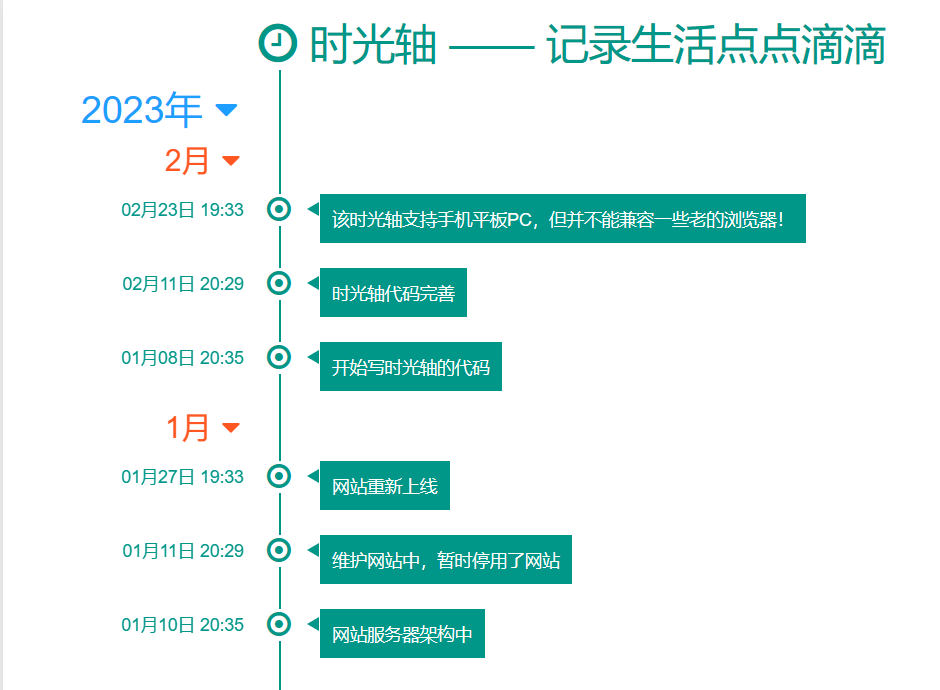 时光轴 —— 记录生活点点滴滴
2023年
2月
02月23日 19:33
该时光轴支持手机平板PC，但并不能兼容一些老的浏览器！
02月11日 20:29
时光轴代码完善
01月08日 20:35
开始写时光轴的代码
1月
01月27日 19:33
网站重新上线
01月11日 20:29
维护网站中，暂时停用了网站
01月10日 20:35
网站服务器架构中